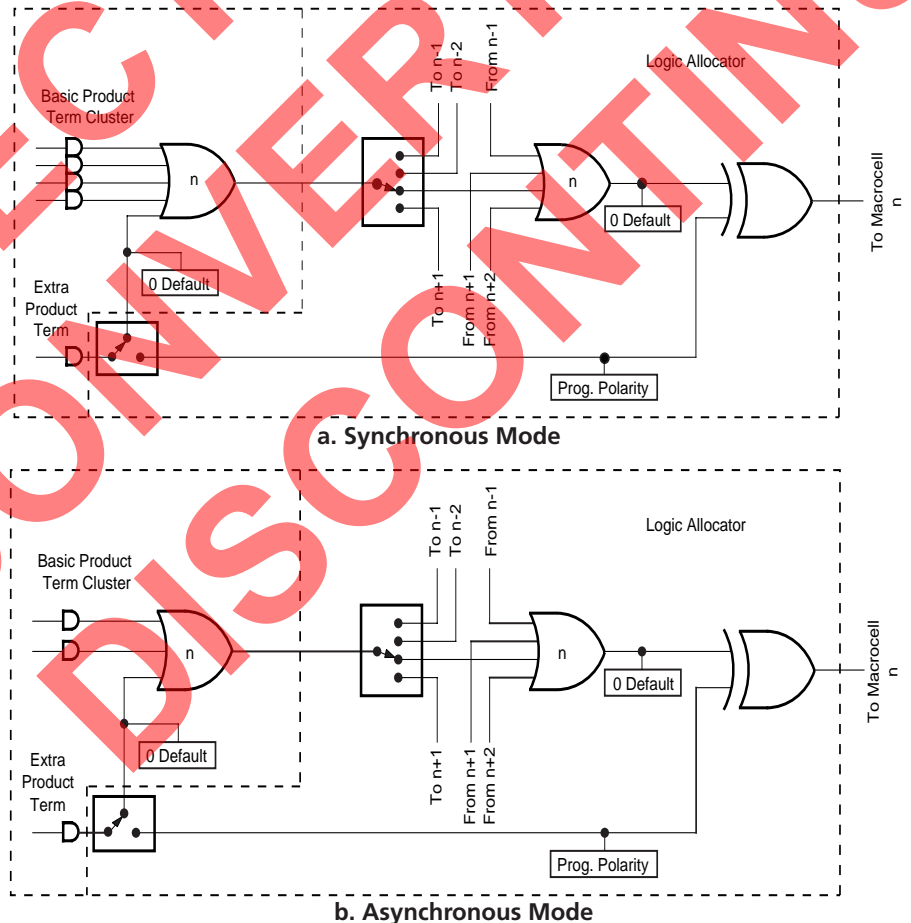 To n-1
To n-2
From n-1
Logic Allocator
Basic Product
Term Cluster
n
n
0 Default
0 Default
To Macrocell
n
Extra
Product
Term
To n+1
From n+1
From n+2
Prog. Polarity
a. Synchronous Mode
To n-1
To n-2
From n-1
Logic Allocator
Basic Product
Term Cluster
n
n
0 Default
0 Default
To Macrocell
n
Extra
Product
Term
To n+1
From n+1
From n+2
Prog. Polarity
b. Asynchronous Mode